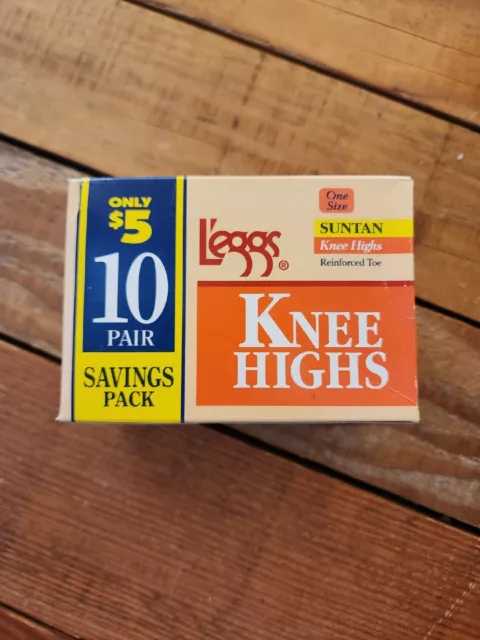 ONLY
$5
10
PAIR
SAVINGS
PACK
L'eggs®
One
Size
SUNTAN
Knee Highs
Reinforced Toe
KNEE
HIGHS